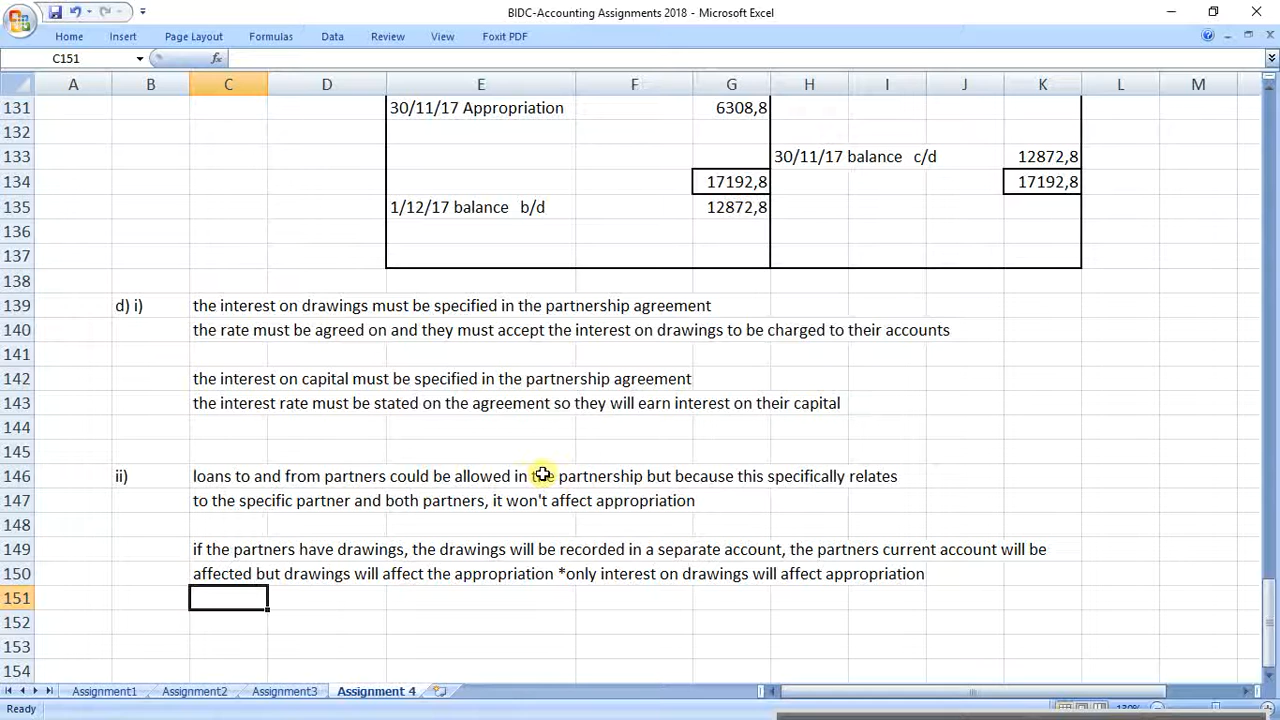 BIDC-Accounting Assignments 2018 - Microsoft Excel
Home Insert Page Layout Formulas Data Review View Foxit PDF
C151 fx
A B C D E F G H I J K L M
131 30/11/17 Appropriation 6308,8
132
133 30/11/17 balance c/d 12872,8
134 17192,8 17192,8
135 1/12/17 balance b/d 12872,8
136
137
138
139 d) i) the interest on drawings must be specified in the partnership agreement
140 the rate must be agreed on and they must accept the interest on drawings to be charged to their accounts
141
142 the interest on capital must be specified in the partnership agreement
143 the interest rate must be stated on the agreement so they will earn interest on their capital
144
145
146 ii) loans to and from partners could be allowed in the partnership but because this specifically relates
147 to the specific partner and both partners, it won't affect appropriation
148
149 if the partners have drawings, the drawings will be recorded in a separate account, the partners current account will be
150 affected but drawings will affect the appropriation *only interest on drawings will affect appropriation
151
152
153
154
Assignment1 Assignment2 Assignment3 Assignment 4
Ready